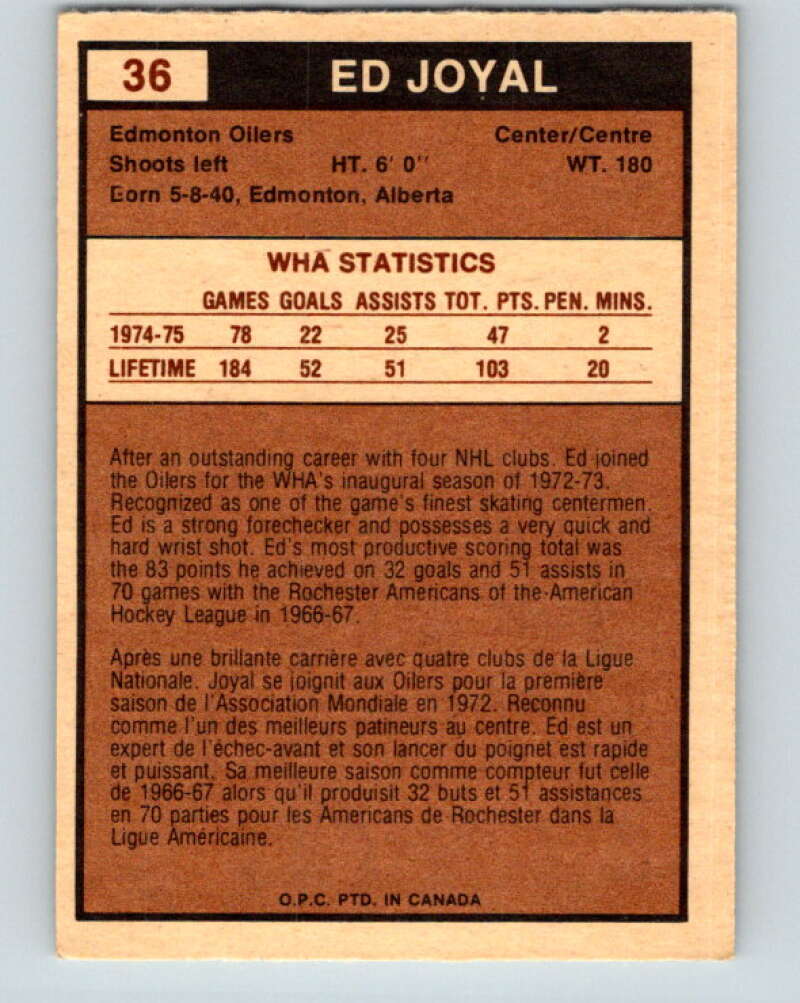 36 ED JOYAL
Edmonton Oilers Center/Centre
Shoots left HT. 6' 0" WT. 180
Born 5-8-40, Edmonton, Alberta
WHA STATISTICS
GAMES GOALS ASSISTS TOT. PTS. PEN. MINS.
1974-75 78 22 25 47 2
LIFETIME 184 52 51 103 20
After an outstanding career with four NHL clubs. Ed joined
the Oilers for the WHA's inaugural season of 1972-73.
Recognized as one of the game's finest skating centermen.
Ed is a strong forechecker and possesses a very quick and
hard wrist shot. Ed's most productive scoring total was
the 83 points he achieved on 32 goals and 51 assists in
70 games with the Rochester Americans of the American
Hockey League in 1966-67.
Après une brillante carrière avec quatre clubs de la Ligue
Nationale. Joyal se joignit aux Oilers pour la première
saison de l'Association Mondiale en 1972. Reconnu
comme l'un des meilleurs patineurs au centre. Ed est un
expert de l'échec-avant et son lancer du poignet est rapide
et puissant. Sa meilleure saison comme compteur fut celle
de 1966-67 alors qu'il produisit 32 buts et 51 assistances
en 70 parties pour les Americans de Rochester dans la
Ligue Américaine.
O.P.C. PTD. IN CANADA